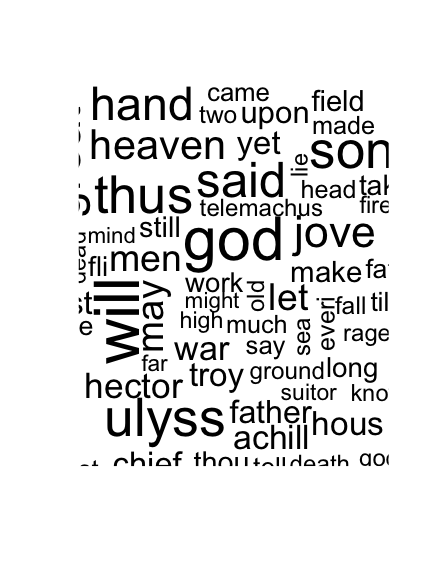 came
hand
two upon field
made
heaven yet
son
lie
said
thus
head
telemachus
fire
mind still
god jove
men
fli
make
work
old
let
will
may
might
fall
everi
high much
sea
rage
war say
far
troy ground long
hector
suitor
ulyss father
achill hous
chief thou tell death